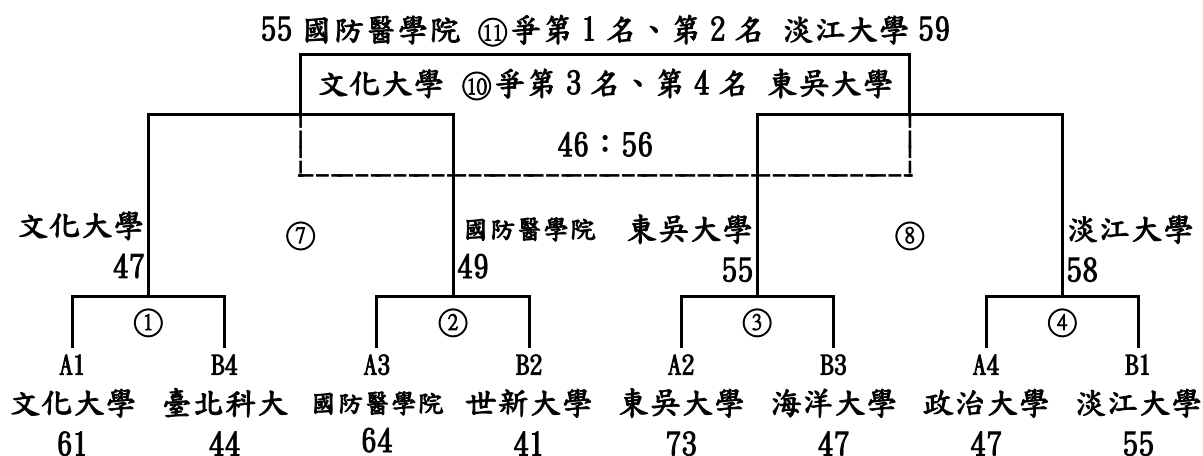 55 國防醫學院 ⑪爭第1名、第2名 淡江大學 59
文化大學 ⑩爭第3名、第4名 東吳大學
46：56
文化大學 ⑦ 國防醫學院 東吳大學 ⑧ 淡江大學
47 49 55 58
① ② ③ ④
A1 B4 A3 B2 A2 B3 A4 B1
文化大學 臺北科大 國防醫學院 世新大學 東吳大學 海洋大學 政治大學 淡江大學
61 44 64 41 73 47 47 55